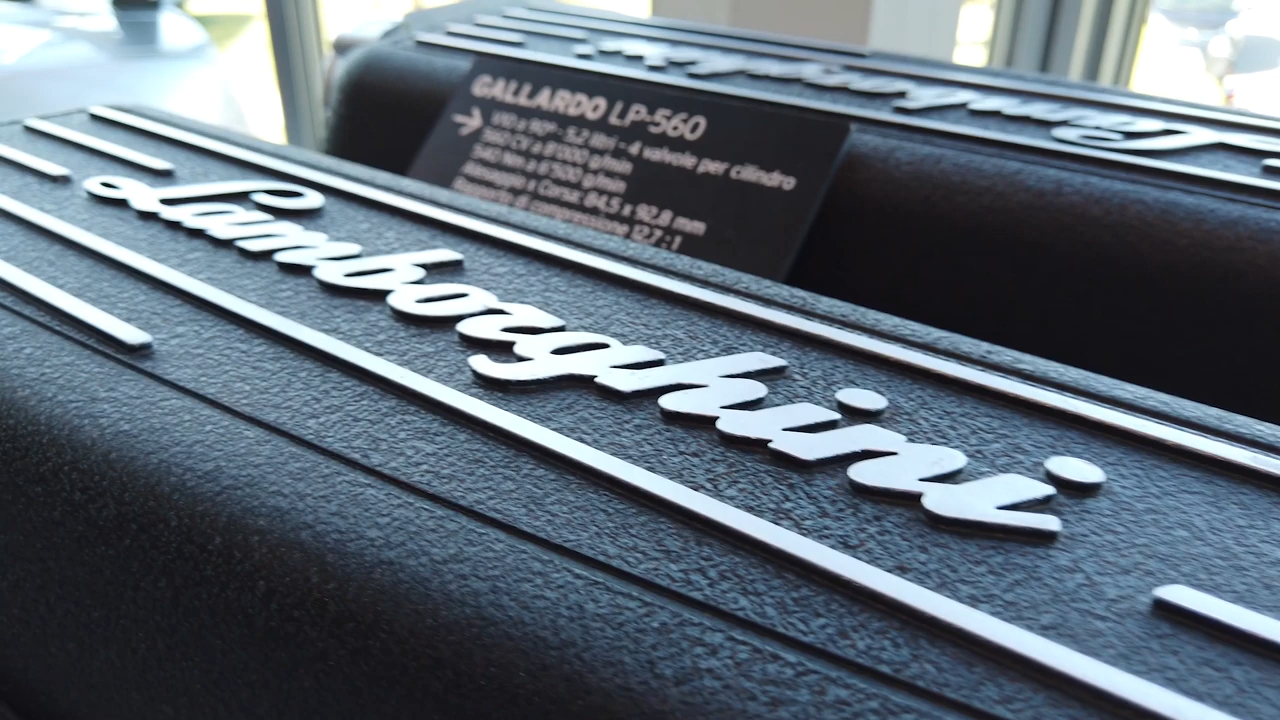 GALLARDO LP-560
→ V10 a 90° - 5,2 litri - 4 valvole per cilindro
560 CV a 8'000 g/min
540 Nm a 6'500 g/min
Alesaggio x Corsa: 84,5 x 92,8 mm
Rapporto di compressione 12,7 : 1
Lamborghini
Lamborghini